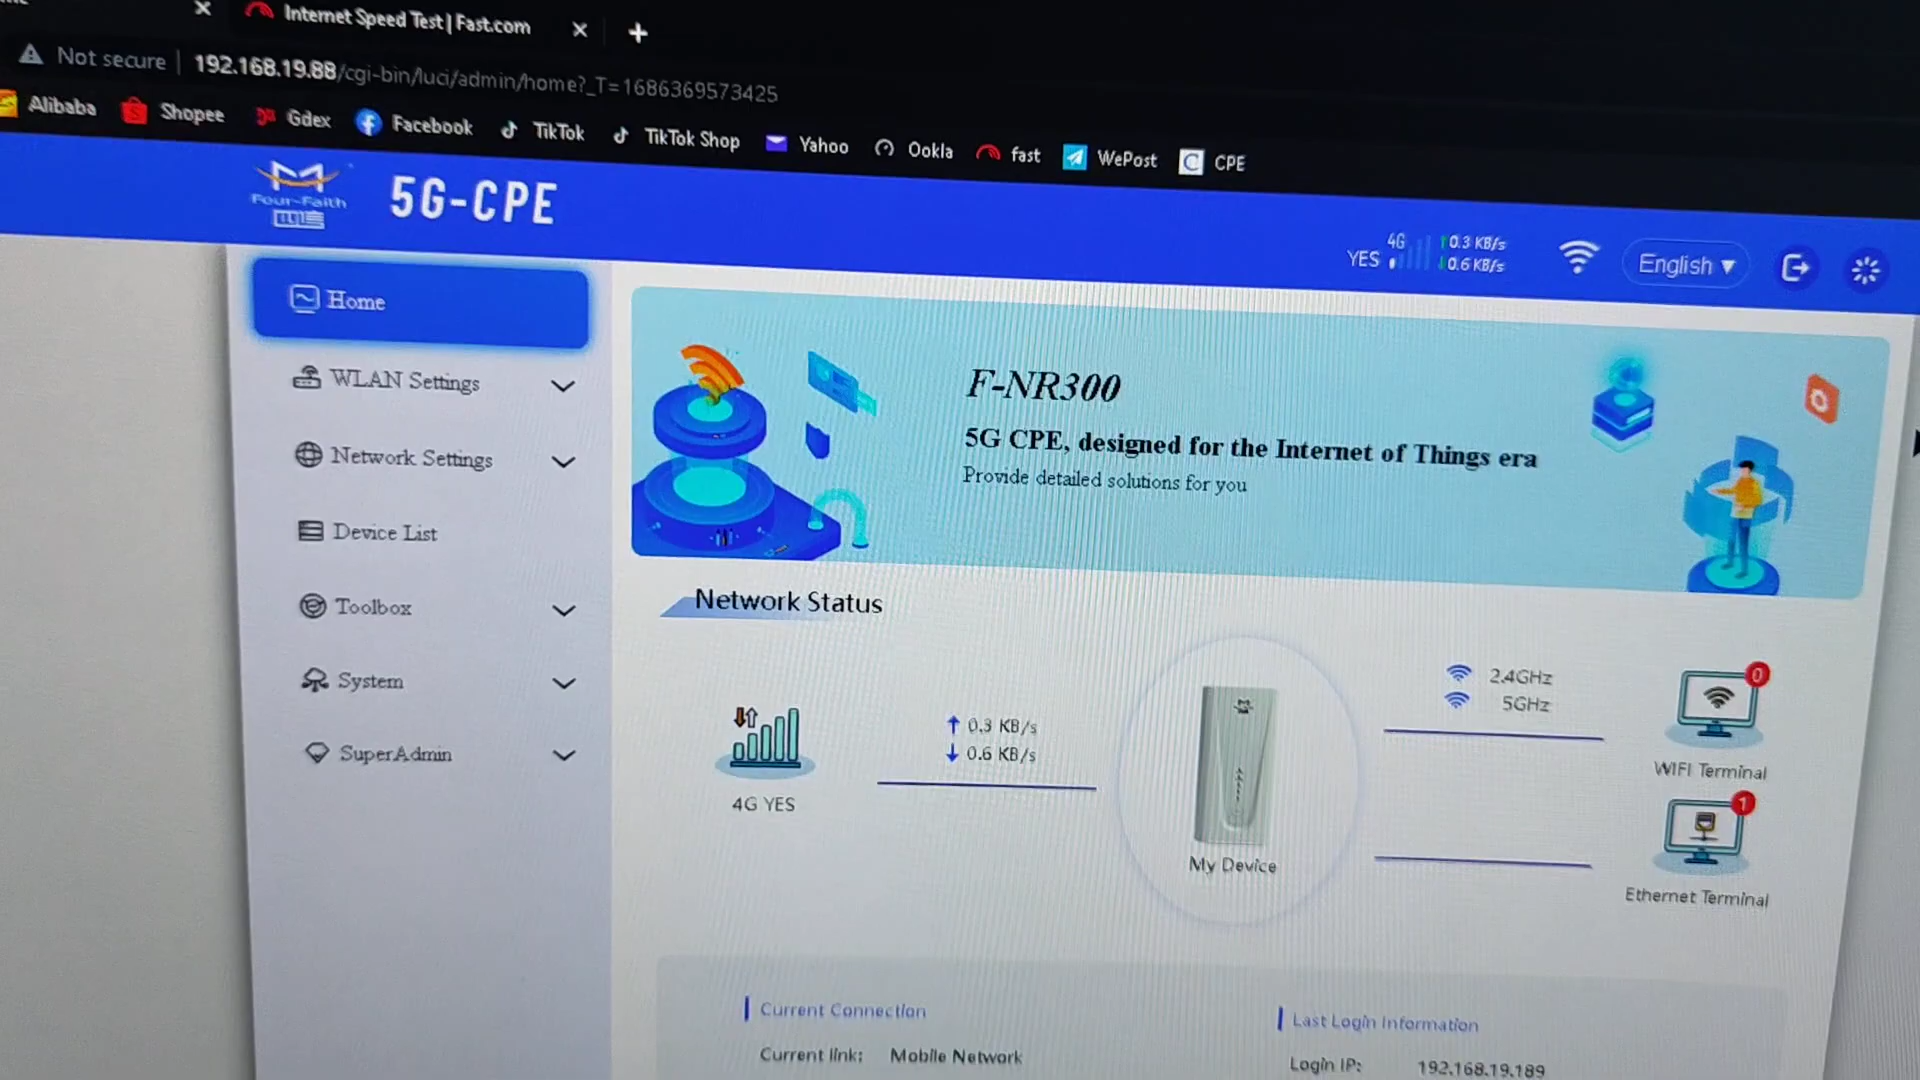 Internet Speed Test | Fast.com
Not secure
192.168.19.88/cgi-bin/luci/admin/home?_T=1686369573425
Alibaba
Shopee
Gdex
Facebook
TikTok
TikTok Shop
Yahoo
Ookla
fast
WePost
CPE
Four-Faith
5G-CPE
YES
4G
0.3 KB/s
0.6 KB/s
English
Home
WLAN Settings
Network Settings
Device List
Toolbox
System
SuperAdmin
F-NR300
5G CPE, designed for the Internet of Things era
Provide detailed solutions for you
Network Status
4G YES
0.3 KB/s
0.6 KB/s
My Device
2.4GHz
5GHz
0
WIFI Terminal
1
Ethernet Terminal
Current Connection
Current link: Mobile Network
Last Login Information
Login IP: 192.168.19.189